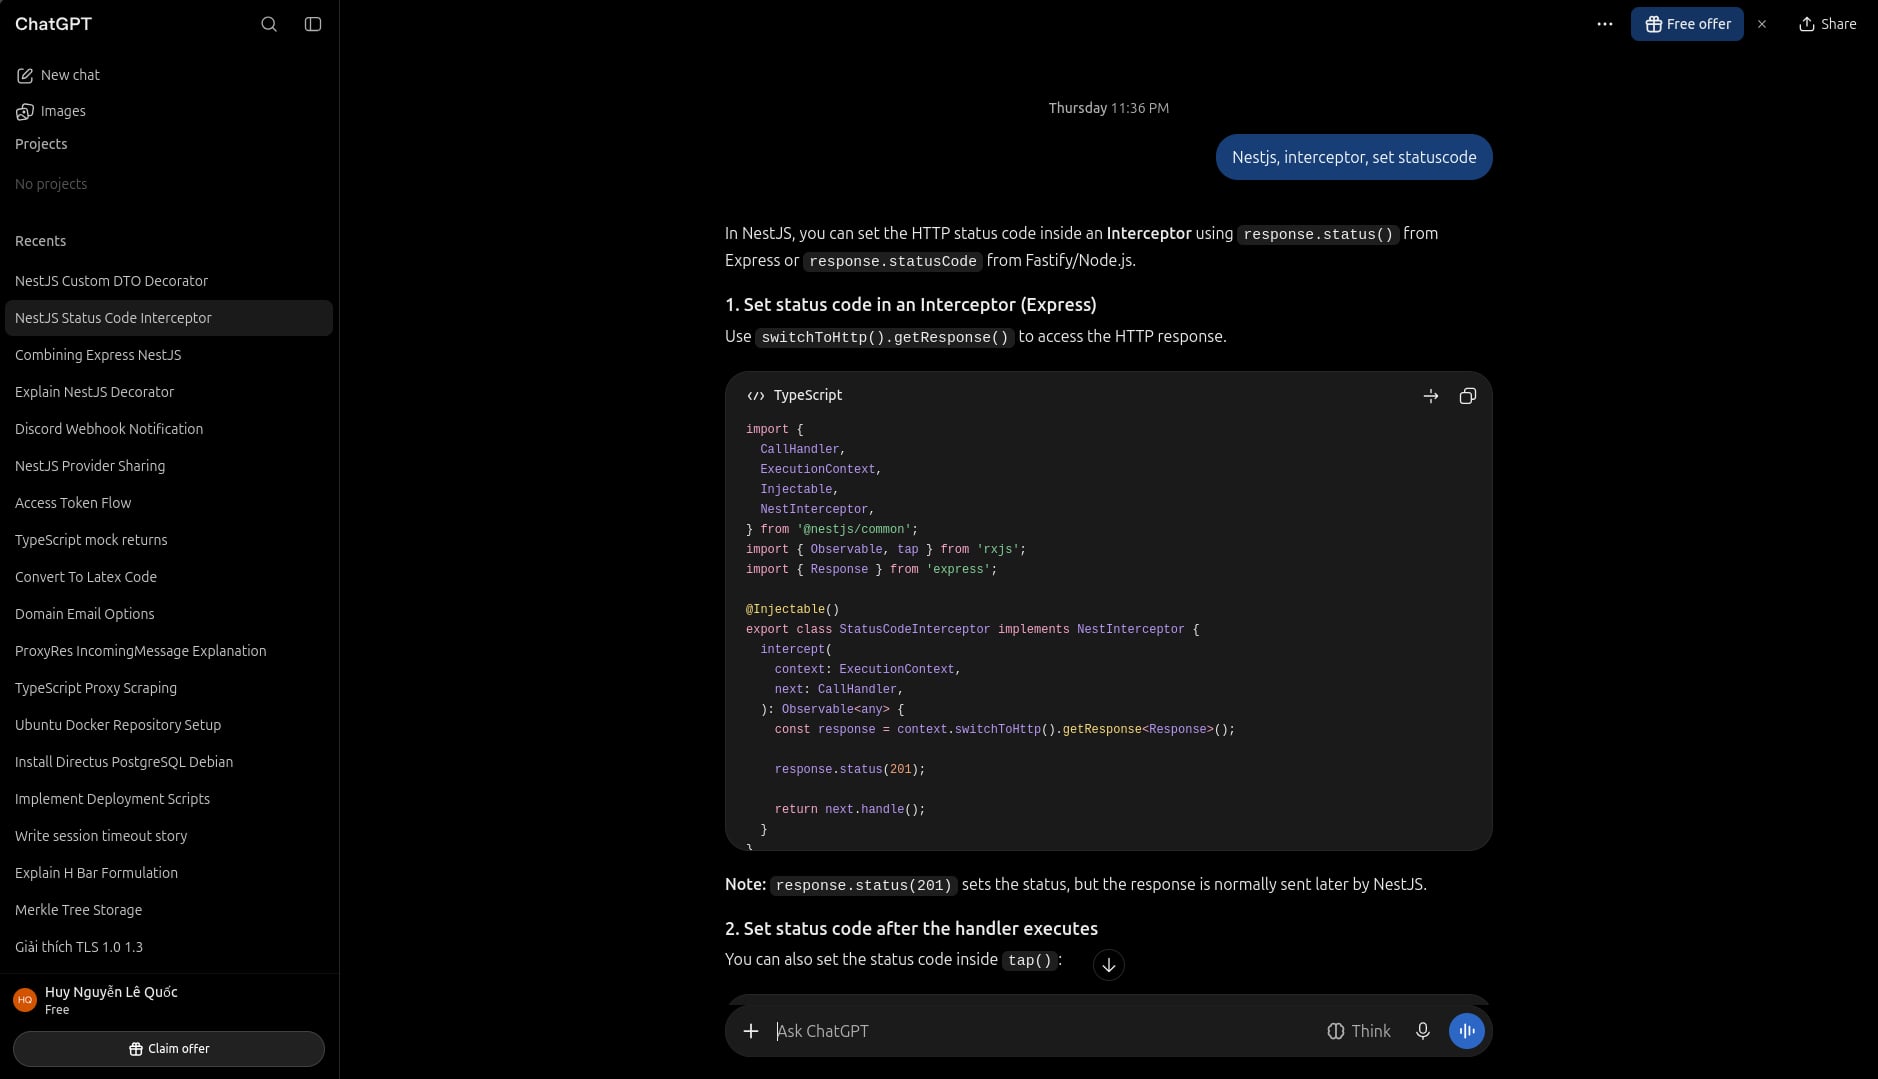 ChatGPT
New chat
Images
Projects
No projects
Recents
NestJS Custom DTO Decorator
NestJS Status Code Interceptor
Combining Express NestJS
Explain NestJS Decorator
Discord Webhook Notification
NestJS Provider Sharing
Access Token Flow
TypeScript mock returns
Convert To Latex Code
Domain Email Options
ProxyRes IncomingMessage Explanation
TypeScript Proxy Scraping
Ubuntu Docker Repository Setup
Install Directus PostgreSQL Debian
Implement Deployment Scripts
Write session timeout story
Explain H Bar Formulation
Merkle Tree Storage
Giải thích TLS 1.0 1.3
HQ
Huy Nguyễn Lê Quốc
Free
Claim offer
Free offer
Share
Thursday 11:36 PM
Nestjs, interceptor, set statuscode
In NestJS, you can set the HTTP status code inside an Interceptor using response.status() from
Express or response.statusCode from Fastify/Node.js.
1. Set status code in an Interceptor (Express)
Use switchToHttp().getResponse() to access the HTTP response.
TypeScript
import {
  CallHandler,
  ExecutionContext,
  Injectable,
  NestInterceptor,
} from '@nestjs/common';
import { Observable, tap } from 'rxjs';
import { Response } from 'express';
@Injectable()
export class StatusCodeInterceptor implements NestInterceptor {
  intercept(
    context: ExecutionContext,
    next: CallHandler,
  ): Observable<any> {
    const response = context.switchToHttp().getResponse<Response>();
    response.status(201);
    return next.handle();
  }
}
Note: response.status(201) sets the status, but the response is normally sent later by NestJS.
2. Set status code after the handler executes
You can also set the status code inside tap():
Ask ChatGPT
Think